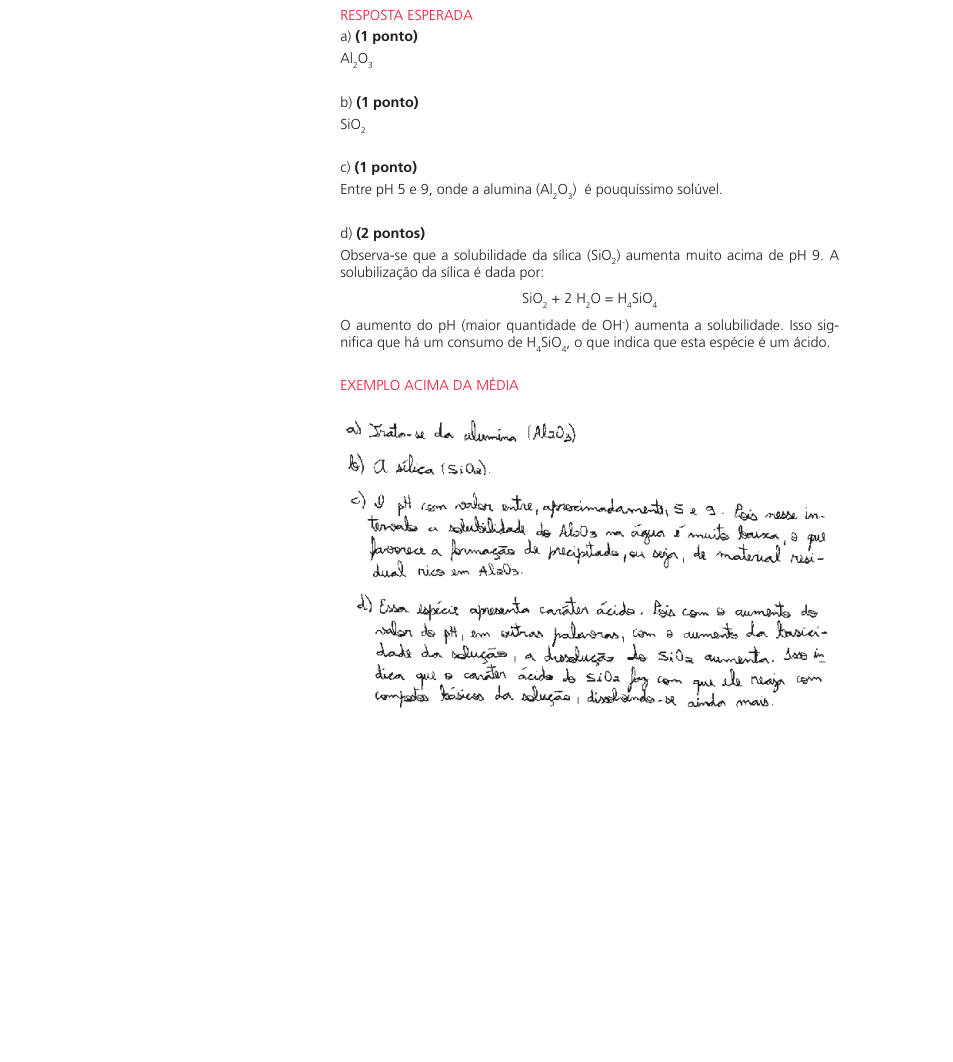 RESPOSTA ESPERADA
a) (1 ponto)
Al₂O₃
b) (1 ponto)
SiO₂
c) (1 ponto)
Entre pH 5 e 9, onde a alumina (Al₂O₃) é pouquíssimo solúvel.
d) (2 pontos)
Observa-se que a solubilidade da sílica (SiO₂) aumenta muito acima de pH 9. A
solubilização da sílica é dada por:
SiO₂ + 2 H₂O = H₄SiO₄
O aumento do pH (maior quantidade de OH⁻) aumenta a solubilidade. Isso sig-
nifica que há um consumo de H₄SiO₄, o que indica que esta espécie é um ácido.
EXEMPLO ACIMA DA MÉDIA
a) Trata-se da alumina (Al₂O₃)
b) A sílica (SiO₂).
c) O pH com valor entre, aproximadamente, 5 e 9. Pois nesse in-
tervalo a solubilidade do Al₂O₃ na água é muito baixa, o que
favorece a formação de precipitado, ou seja, de material resi-
dual rico em Al₂O₃.
d) Essa espécie apresenta caráter ácido. Pois com o aumento do
valor do pH, em outras palavras, com o aumento da basici-
dade da solução, a dissolução do SiO₂ aumenta. Isso in-
dica que o caráter ácido do SiO₂ faz com que ele reaja com
compostos básicos da solução, dissolvendo-se ainda mais.